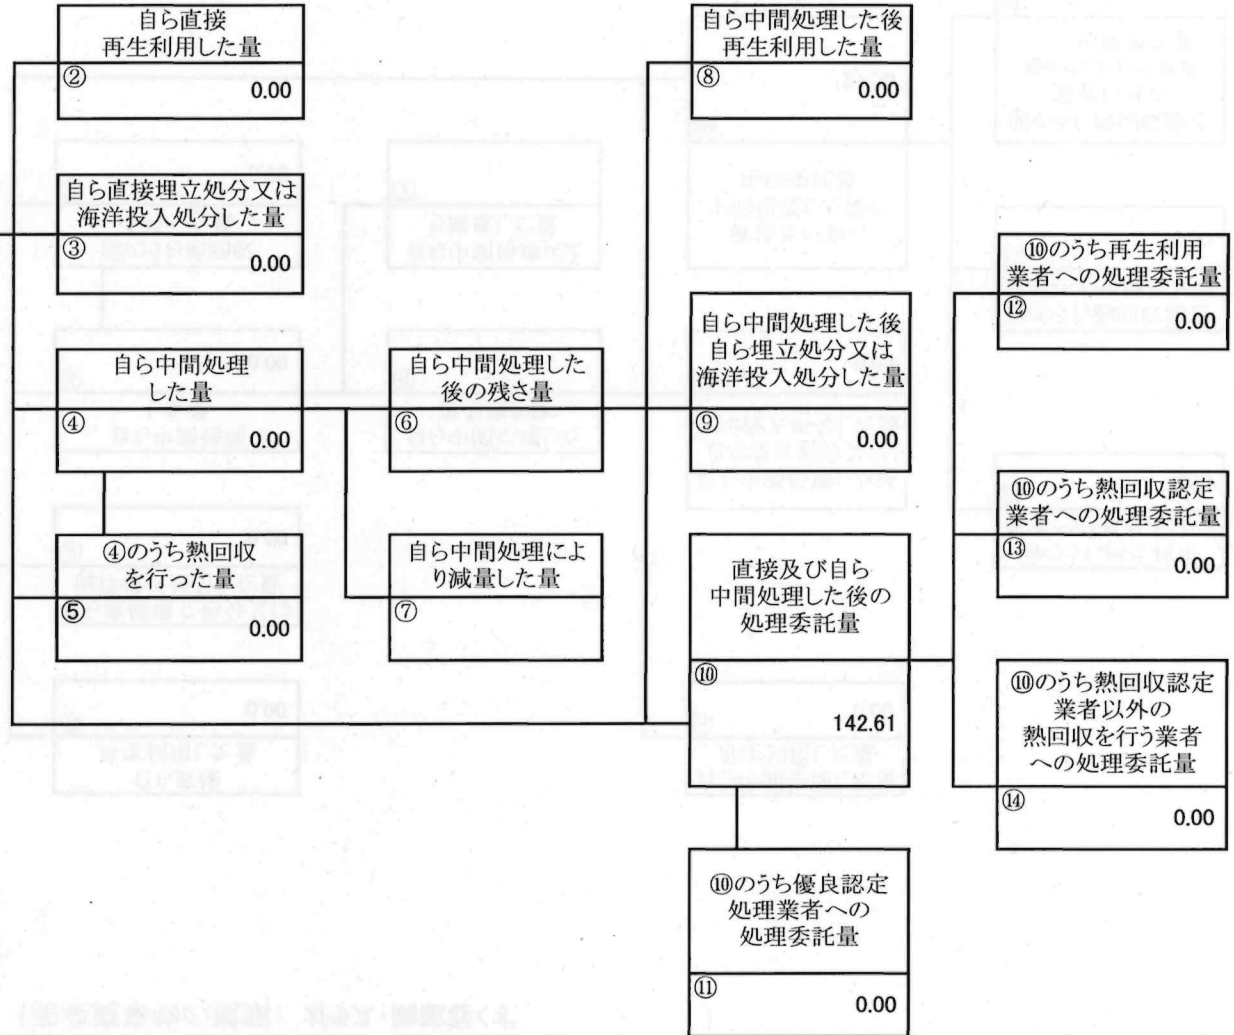 自ら直接
再生利用した量
②
0.00
自ら直接埋立処分又は
海洋投入処分した量
③
0.00
自ら中間処理
した量
④
0.00
④のうち熱回収
を行った量
⑤
0.00
自ら中間処理した
後の残さ量
⑥
0.00
自ら中間処理によ
り減量した量
⑦
自ら中間処理した後
再生利用した量
⑧
0.00
自ら中間処理した後
自ら埋立処分又は
海洋投入処分した量
⑨
0.00
直接及び自ら
中間処理した後の
処理委託量
⑩
142.61
⑩のうち優良認定
処理業者への
処理委託量
⑪
0.00
⑩のうち再生利用
業者への処理委託量
⑫
0.00
⑩のうち熱回収認定
業者への処理委託量
⑬
0.00
⑩のうち熱回収認定
業者以外の
熱回収を行う業者
への処理委託量
⑭
0.00